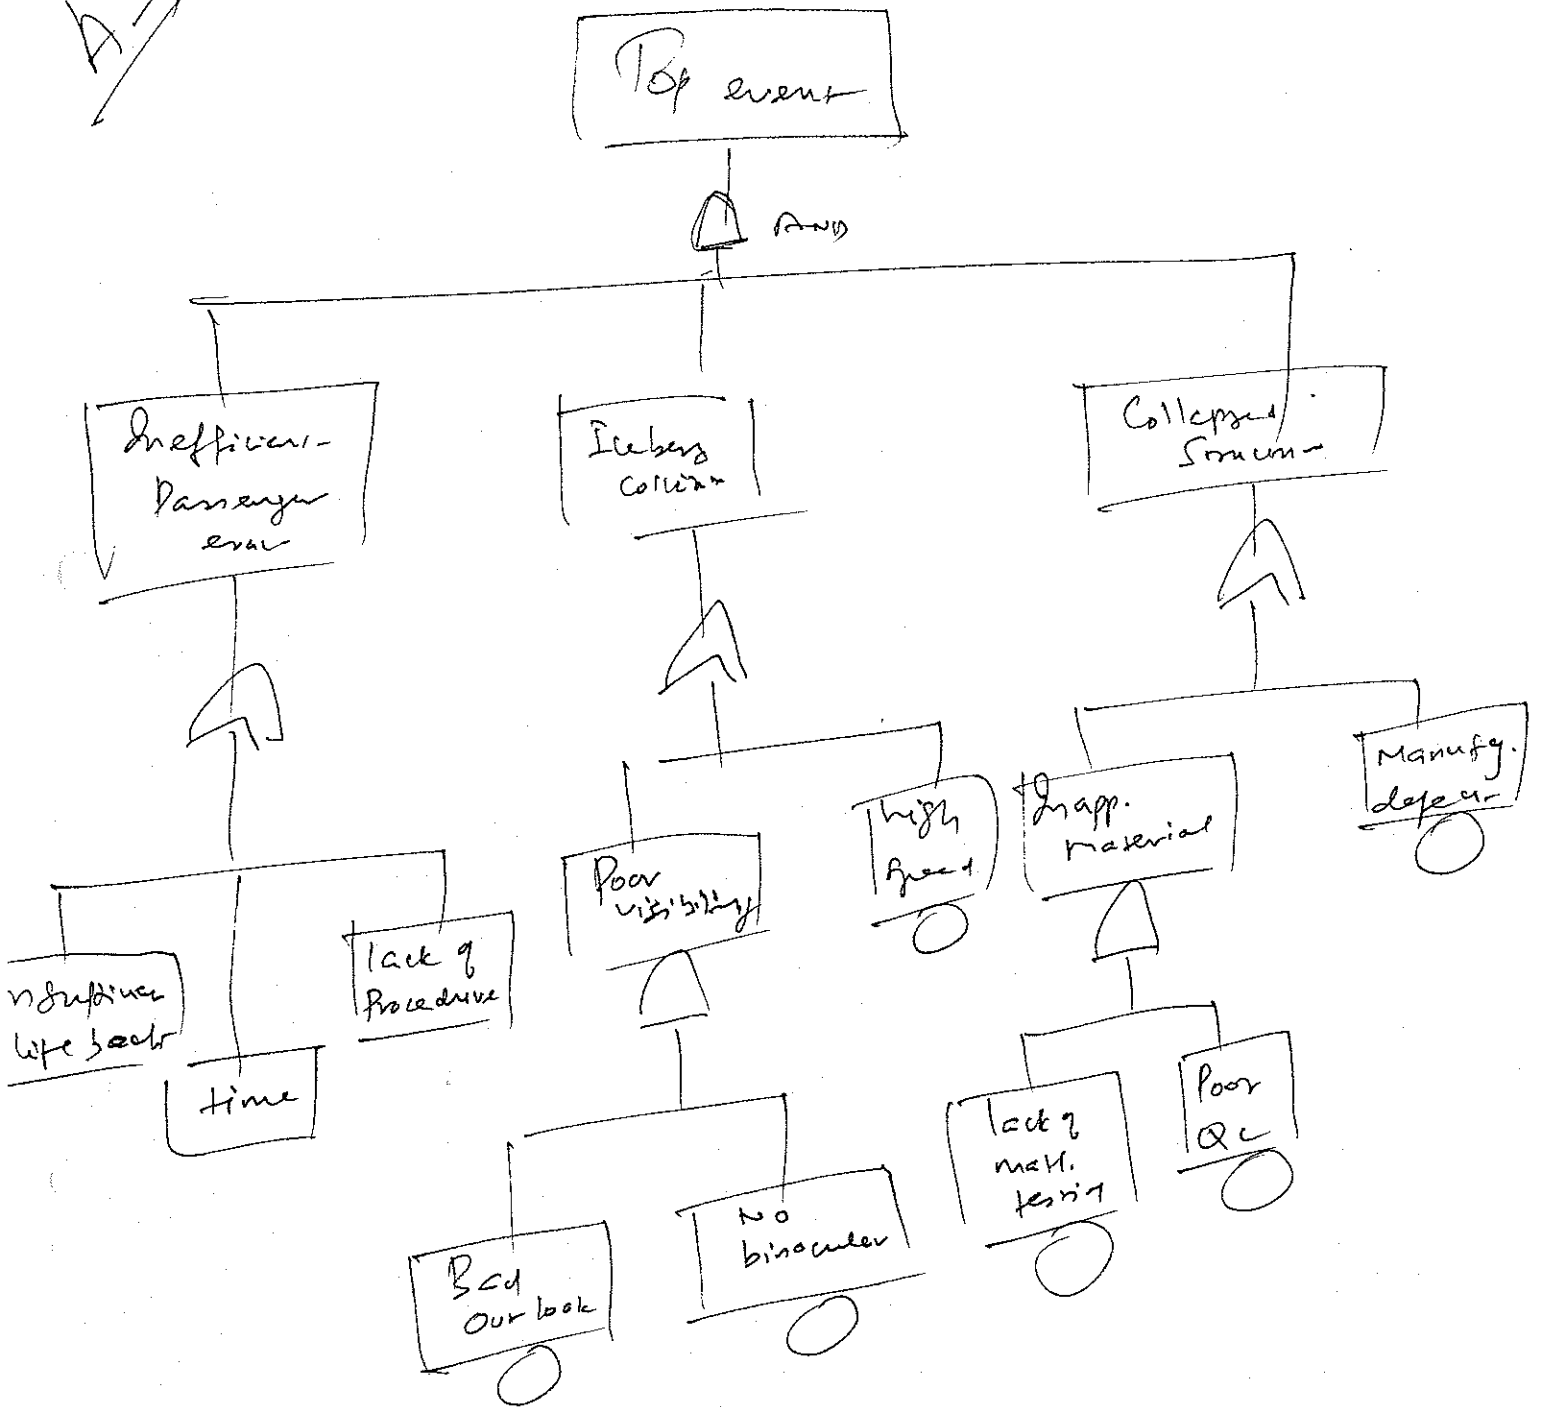 A-
Top event
AND
Inefficient
Passenger
evac
Iceberg
Collision
Collapsed
Structure
Manufg.
defect
Inapp.
material
high
speed
Poor
visibility
lack of
Procedure
life boats
time
lack of
matl.
testing
Poor
QC
No
binocular
Bad
Outlook